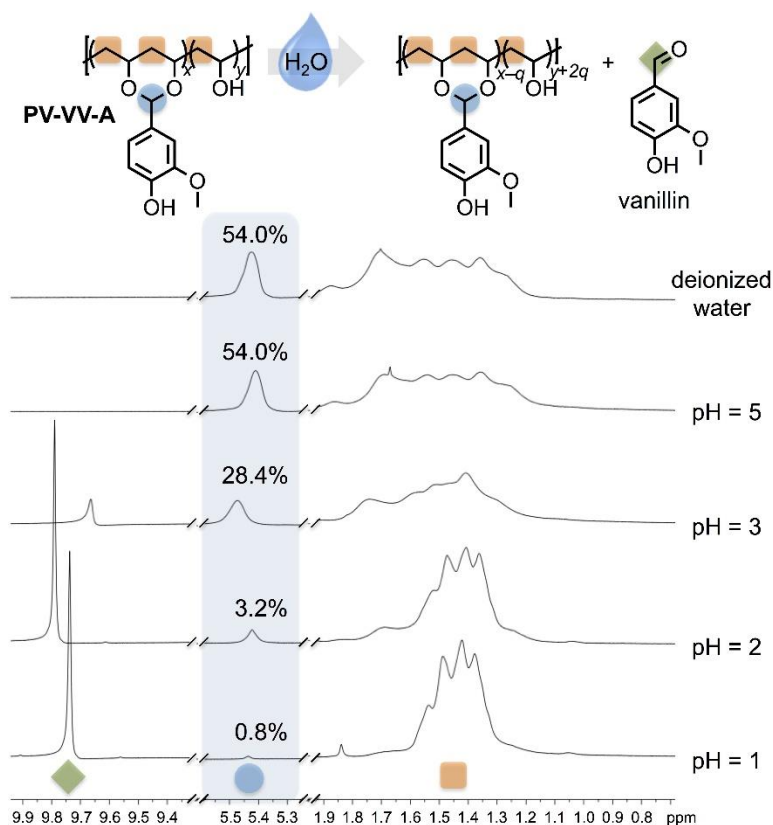 [ ( )x ( )y ] H2O [ ( )x–q ( )y+2q ] + O
O O OH O O OH
PV-VV-A
O O OH O
OH OH vanillin
54.0%
deionized
water
54.0%
pH = 5
28.4%
pH = 3
3.2%
pH = 2
0.8%
pH = 1
9.9 9.8 9.7 9.6 9.5 9.4 5.5 5.4 5.3 1.9 1.8 1.7 1.6 1.5 1.4 1.3 1.2 1.1 1.0 0.9 0.8 ppm